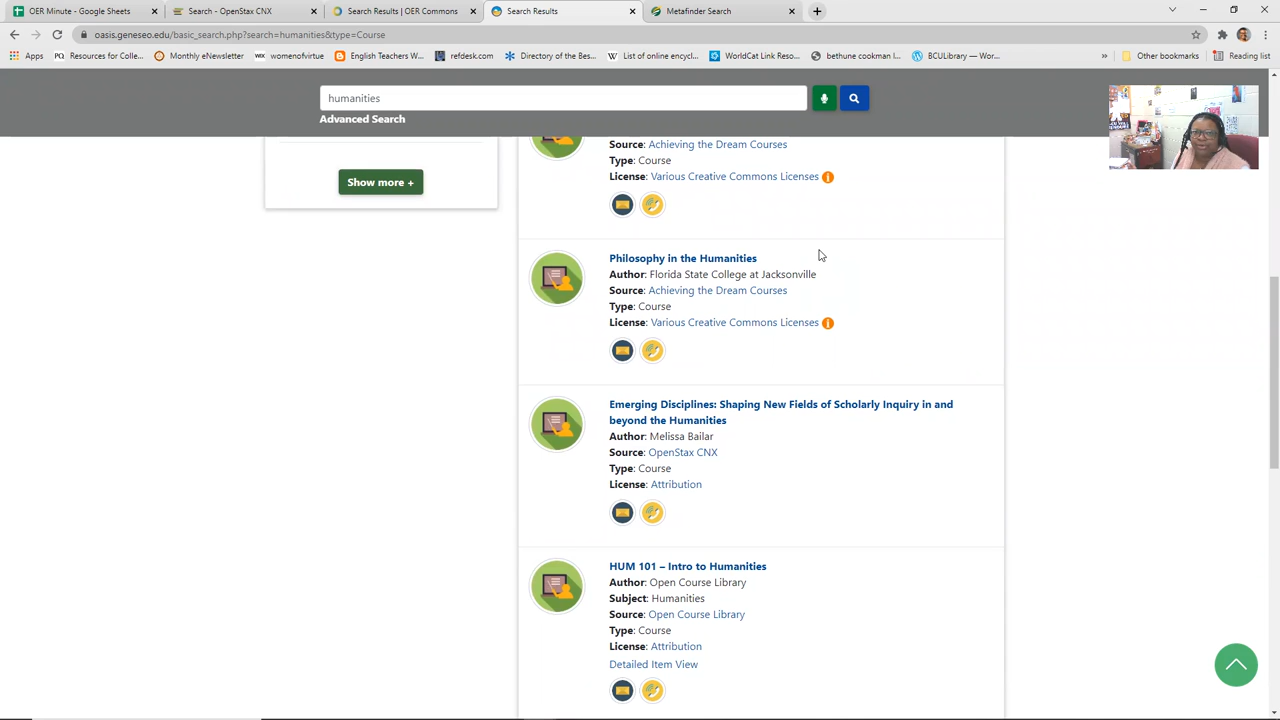 OER Minute - Google Sheets
Search - OpenStax CNX
Search Results | OER Commons
Search Results
Metafinder Search
oasis.geneseo.edu/basic_search.php?search=humanities&type=Course
Apps
Resources for Colle...
Monthly eNewsletter
womenofvirtue
English Teachers W...
refdesk.com
Directory of the Bes...
List of online encycl...
WorldCat Link Reso...
bethune cookman l...
BCULibrary — Wor...
»
Other bookmarks
Reading list
humanities
Advanced Search
Show more +
Source: Achieving the Dream Courses
Type: Course
License: Various Creative Commons Licenses
Philosophy in the Humanities
Author: Florida State College at Jacksonville
Source: Achieving the Dream Courses
Type: Course
License: Various Creative Commons Licenses
Emerging Disciplines: Shaping New Fields of Scholarly Inquiry in and
beyond the Humanities
Author: Melissa Bailar
Source: OpenStax CNX
Type: Course
License: Attribution
HUM 101 – Intro to Humanities
Author: Open Course Library
Subject: Humanities
Source: Open Course Library
Type: Course
License: Attribution
Detailed Item View